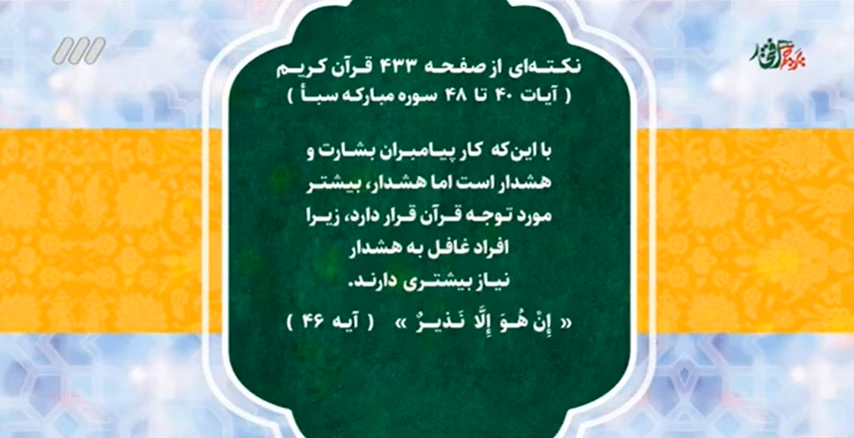 نکته‌ای از صفحه ۴۳۳ قرآن کریم
( آیات ۴۰ تا ۴۸ سوره مبارکه سبأ )
با این‌که کار پیامبران بشارت و
هشدار است اما هشدار، بیشتر
مورد توجه قرآن قرار دارد، زیرا
افراد غافل به هشدار
نیاز بیشتری دارند.
« إِنْ هُوَ إِلَّا نَذیرٌ » ( آیه ۴۶ )